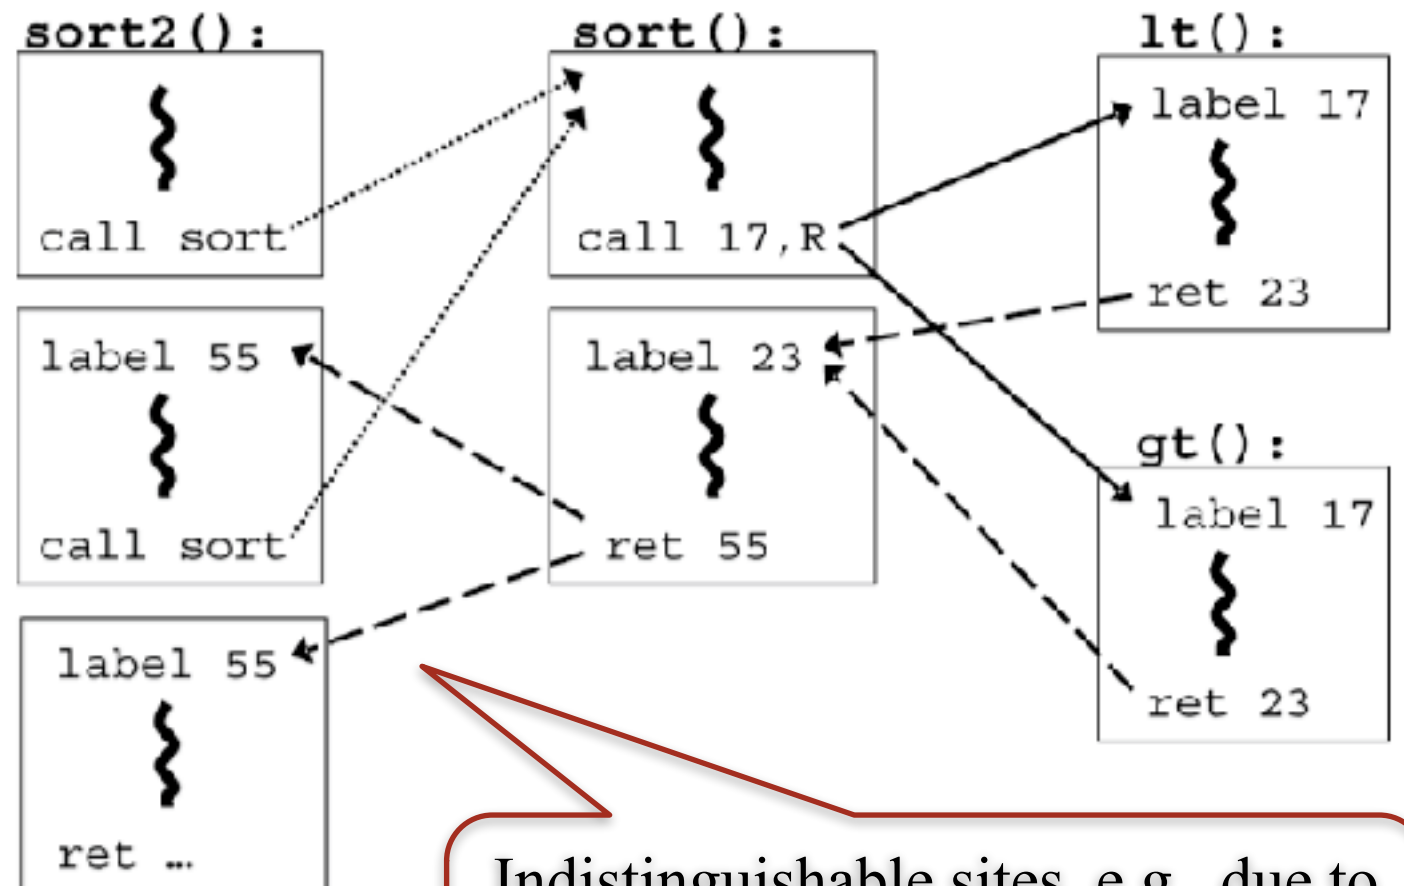 sort2():
call sort
label 55
call sort
label 55
ret ...
sort():
call 17,R
label 23
ret 55
lt():
label 17
ret 23
gt():
label 17
ret 23
Indistinguishable sites, e.g., due to